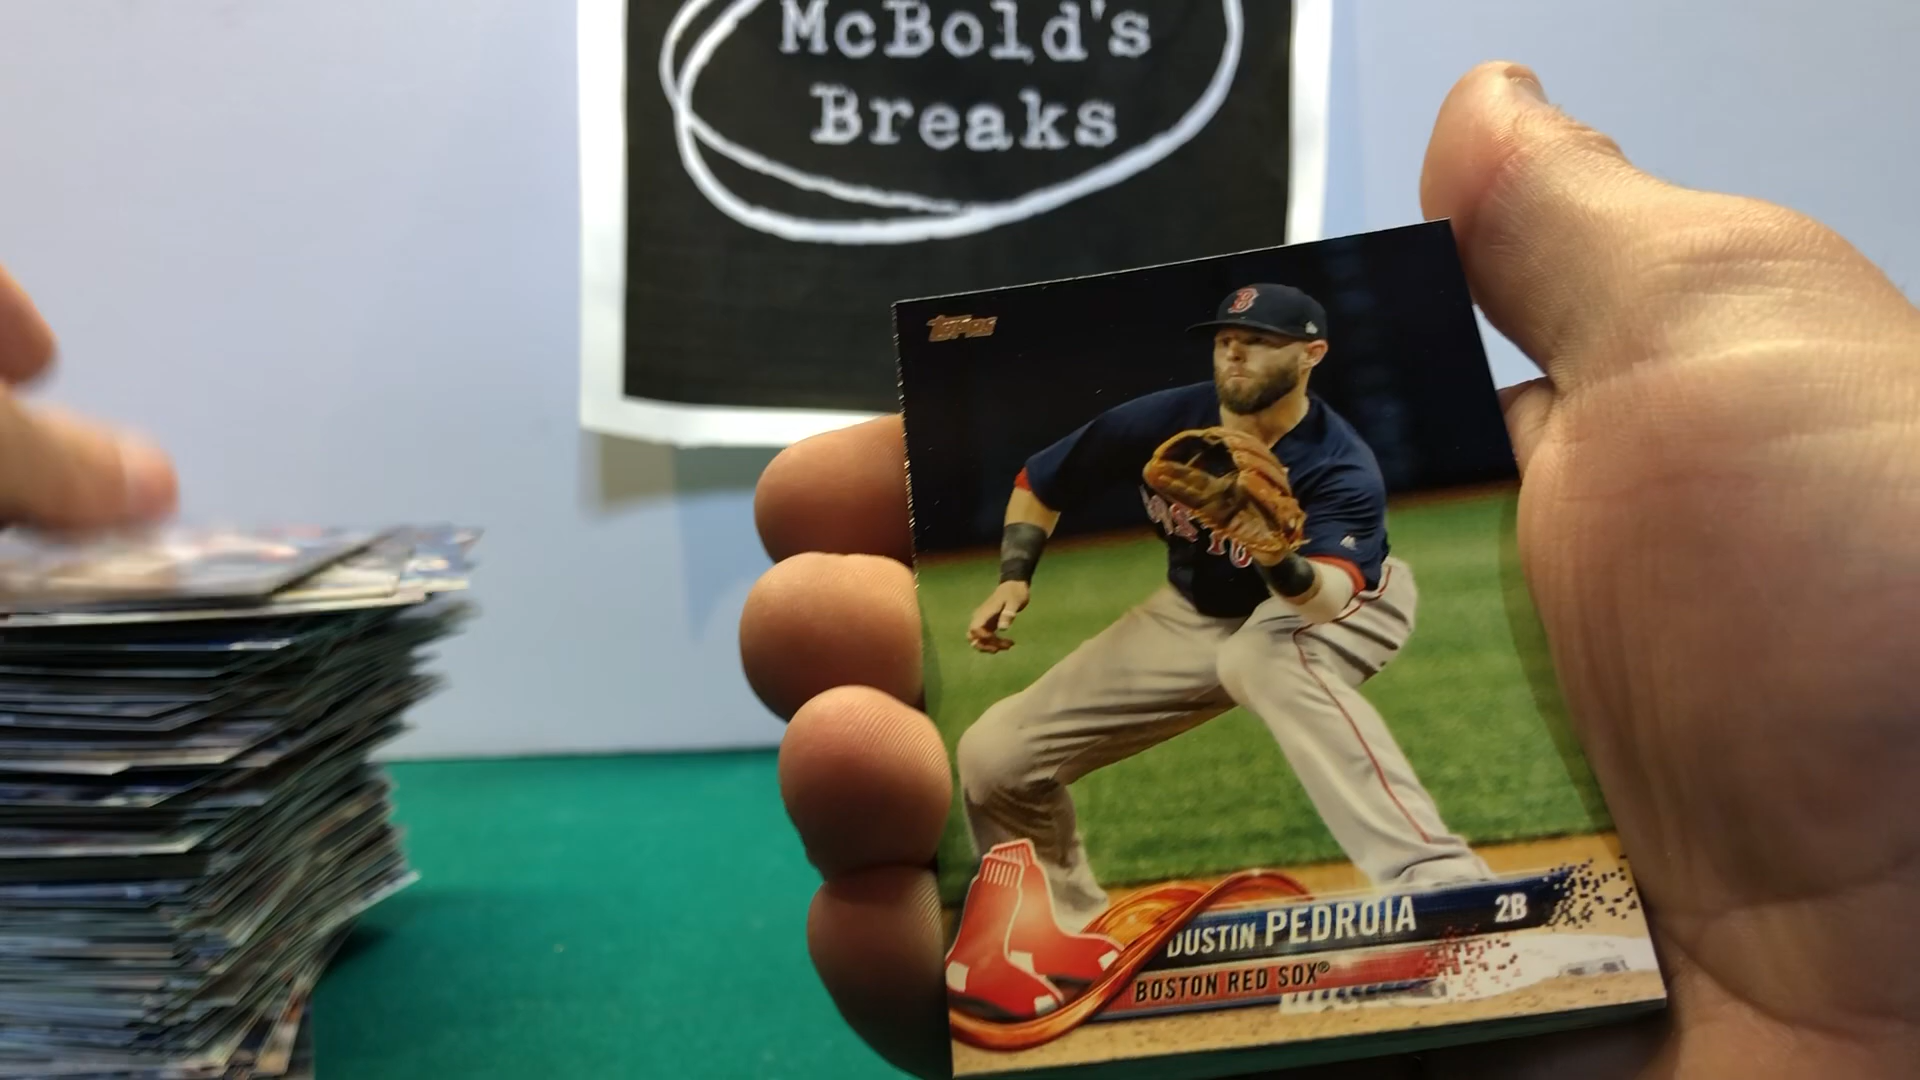 McBold's
Breaks
TOPPS
B
DUSTIN PEDROIA 2B
BOSTON RED SOX®